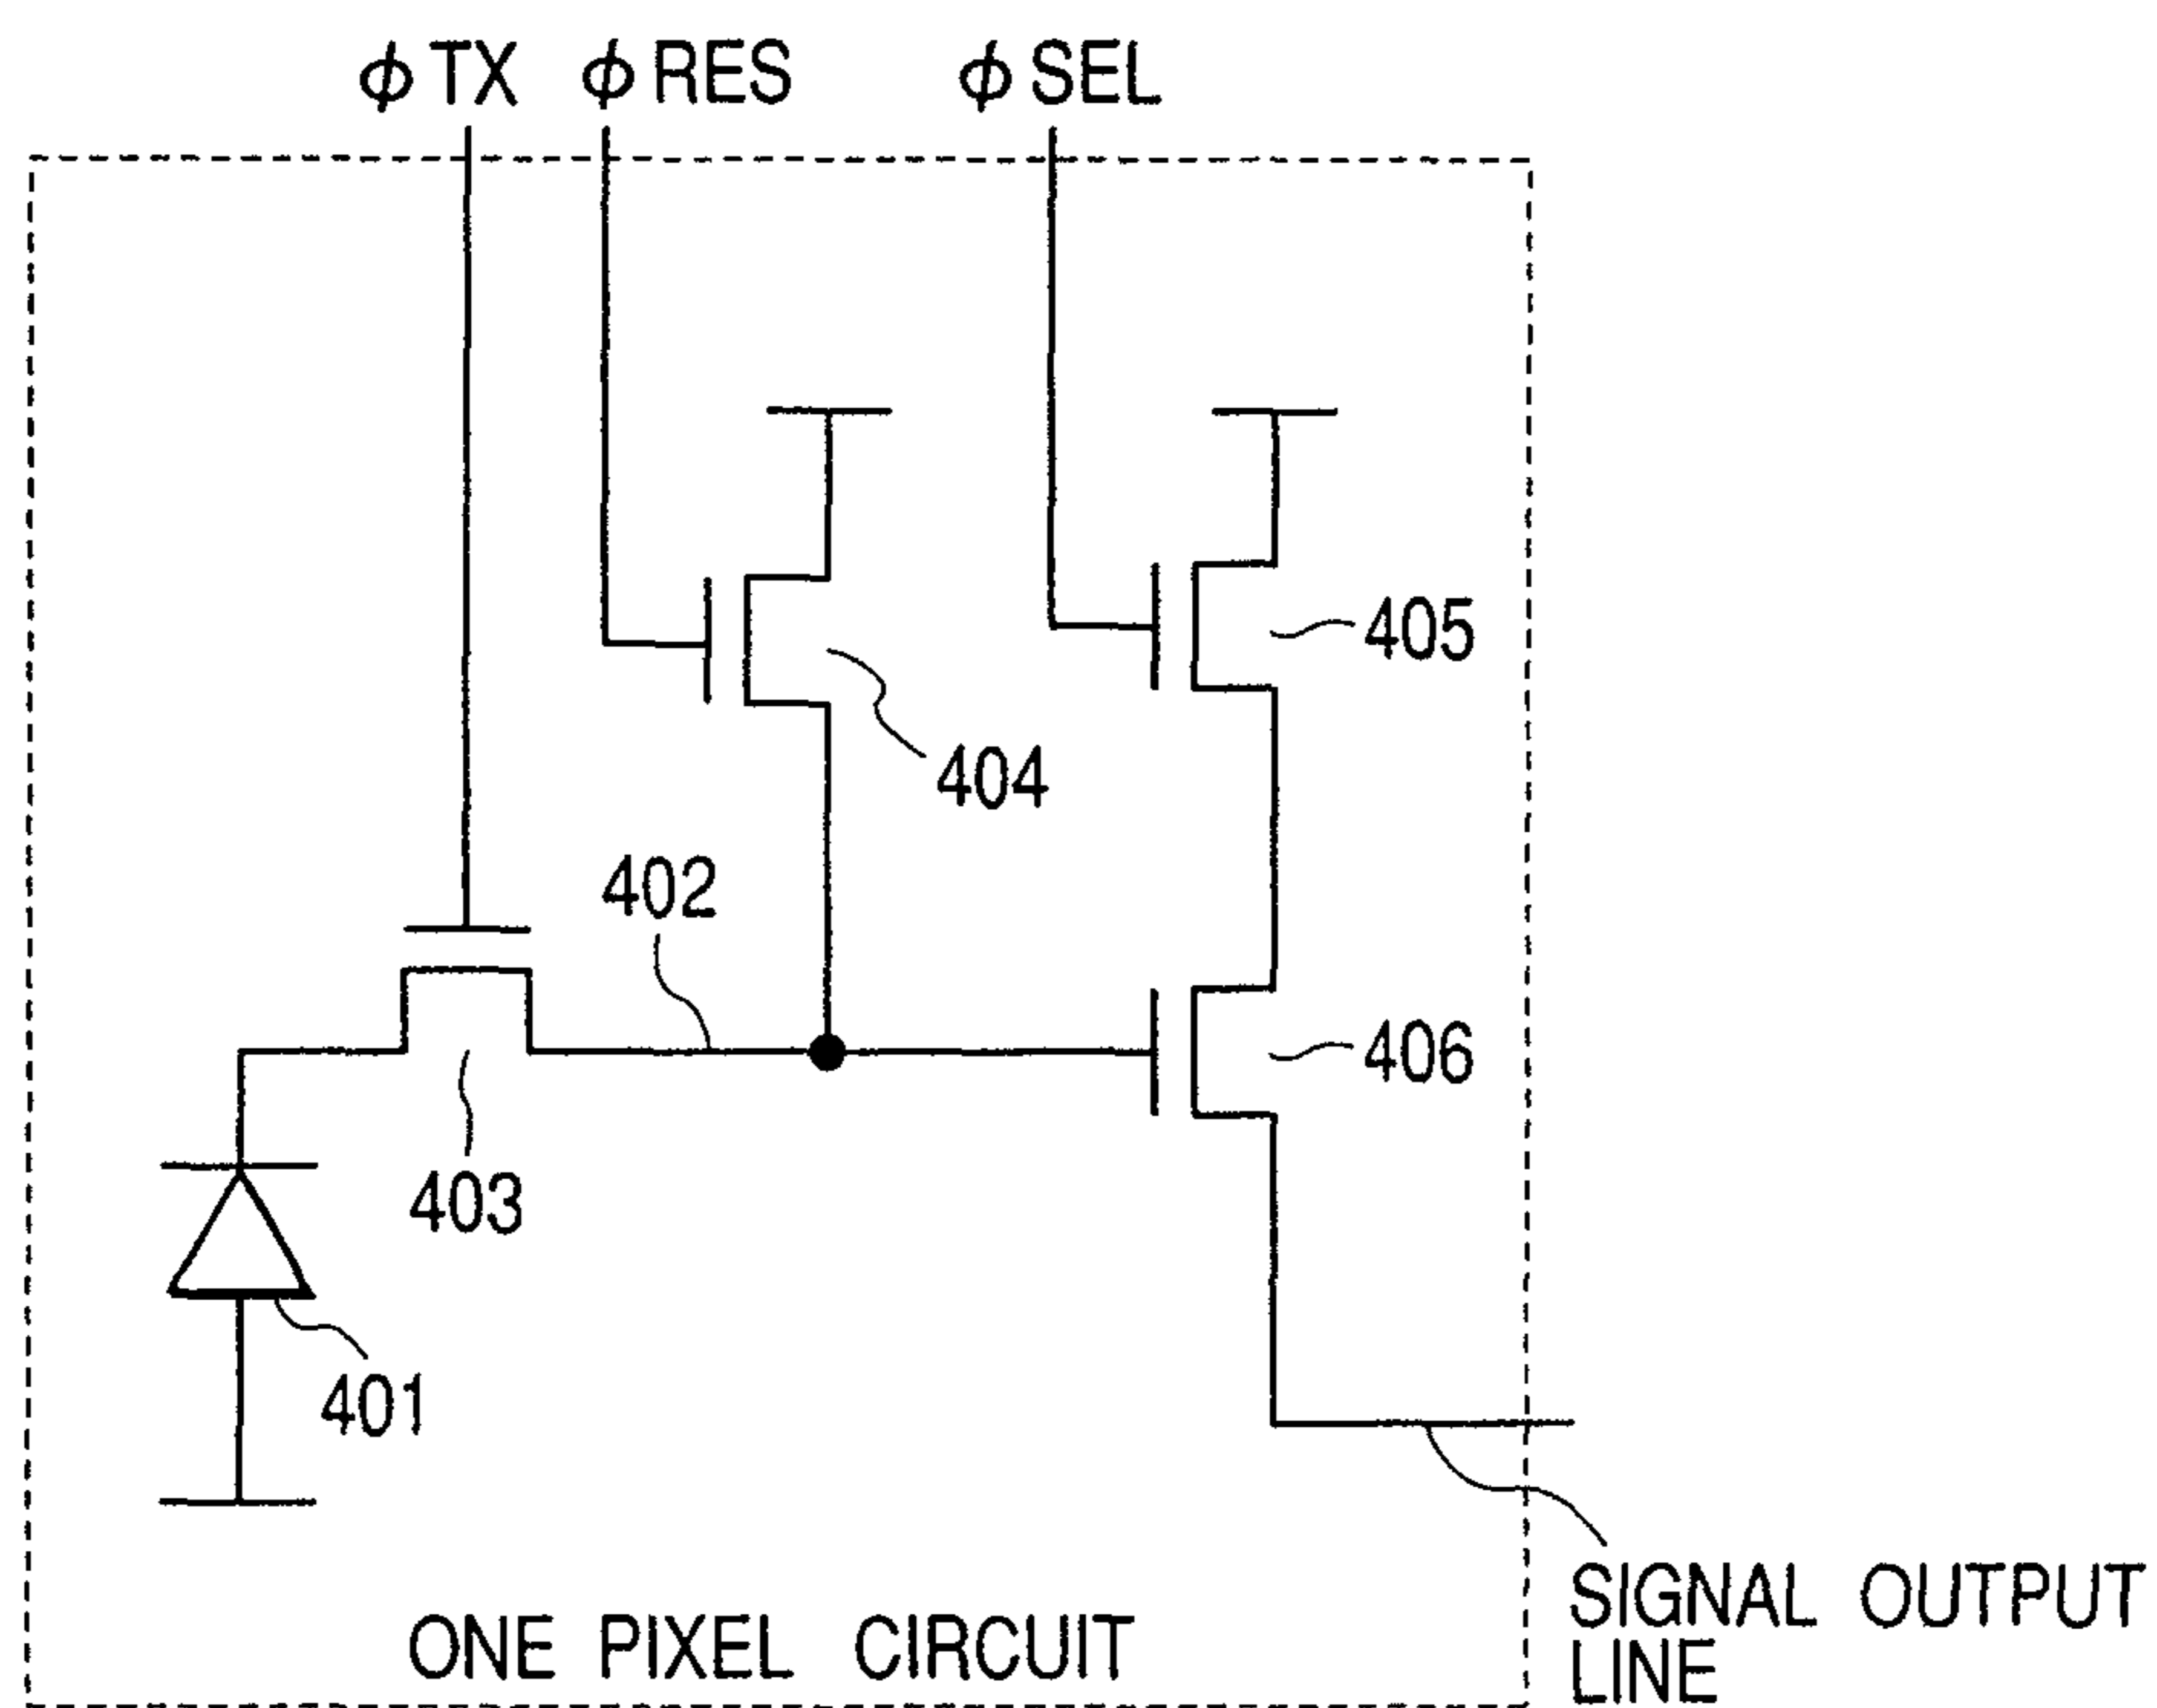 φTX φRES φSEL
405
404
402
406
403
401
SIGNAL OUTPUT
LINE
ONE PIXEL CIRCUIT